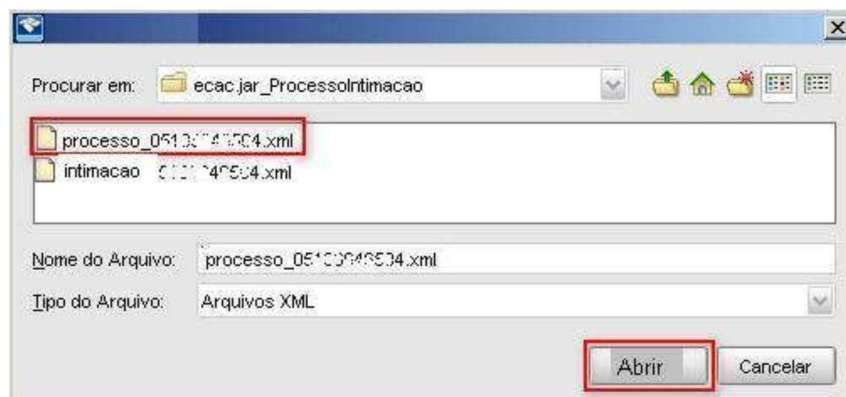 Procurar em: ecac.jar_ProcessoIntimacao
intimacao
Nome do Arquivo:
Tipo do Arquivo: Arquivos XML
Abrir Cancelar